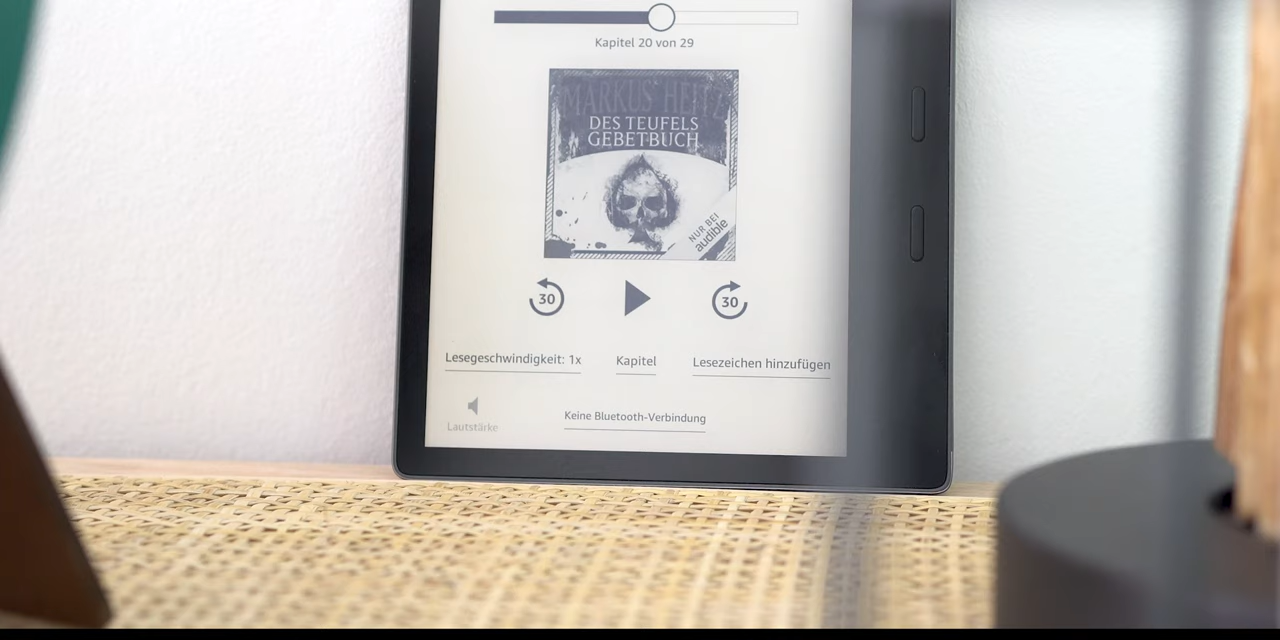 Kapitel 20 von 29
MARKUS HEITZ
DES TEUFELS
GEBETBUCH
NUR BEI
audible
30
30
Lesegeschwindigkeit: 1x
Kapitel
Lesezeichen hinzufügen
Lautstärke
Keine Bluetooth-Verbindung